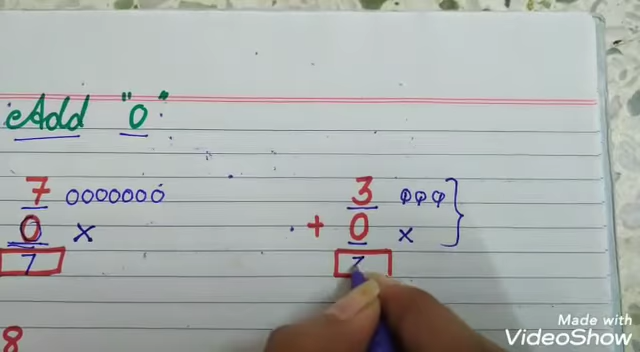 Add "0"
7 0000000 3
0 x + 0 x
7
8
Made with
VideoShow